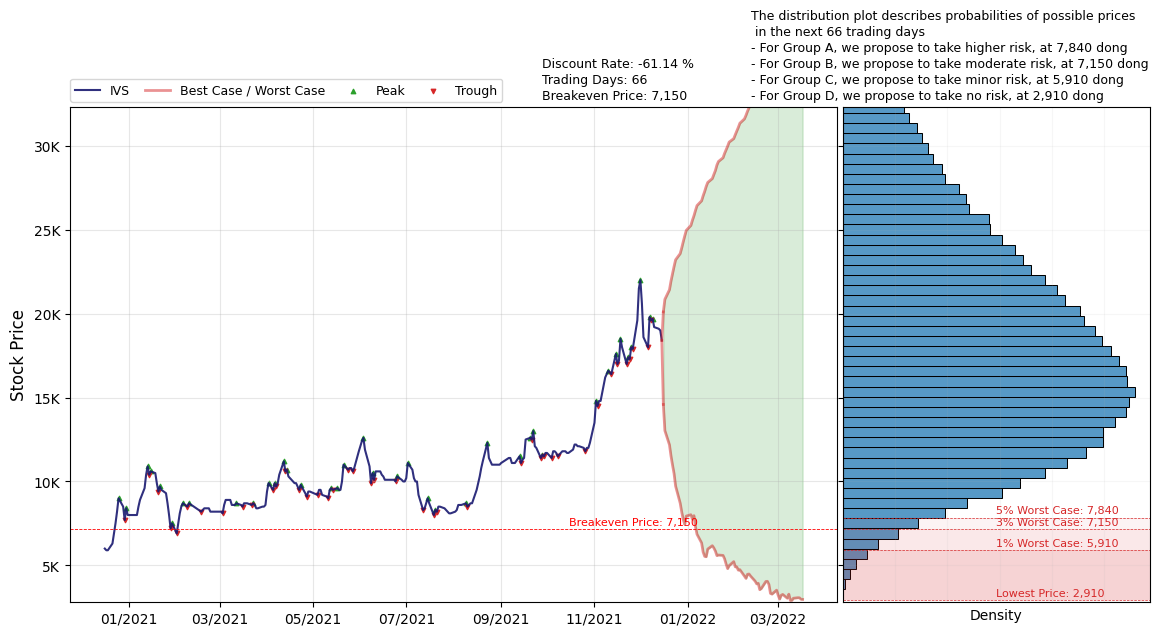 The distribution plot describes probabilities of possible prices
in the next 66 trading days
- For Group A, we propose to take higher risk, at 7,840 dong
- For Group B, we propose to take moderate risk, at 7,150 dong
- For Group C, we propose to take minor risk, at 5,910 dong
- For Group D, we propose to take no risk, at 2,910 dong
Discount Rate: -61.14 %
Trading Days: 66
Breakeven Price: 7,150
IVS
Best Case / Worst Case
Peak
Trough
Stock Price
30K
25K
20K
15K
10K
5K
Breakeven Price: 7,150
5% Worst Case: 7,840
3% Worst Case: 7,150
1% Worst Case: 5,910
Lowest Price: 2,910
01/2021
03/2021
05/2021
07/2021
09/2021
11/2021
01/2022
03/2022
Density